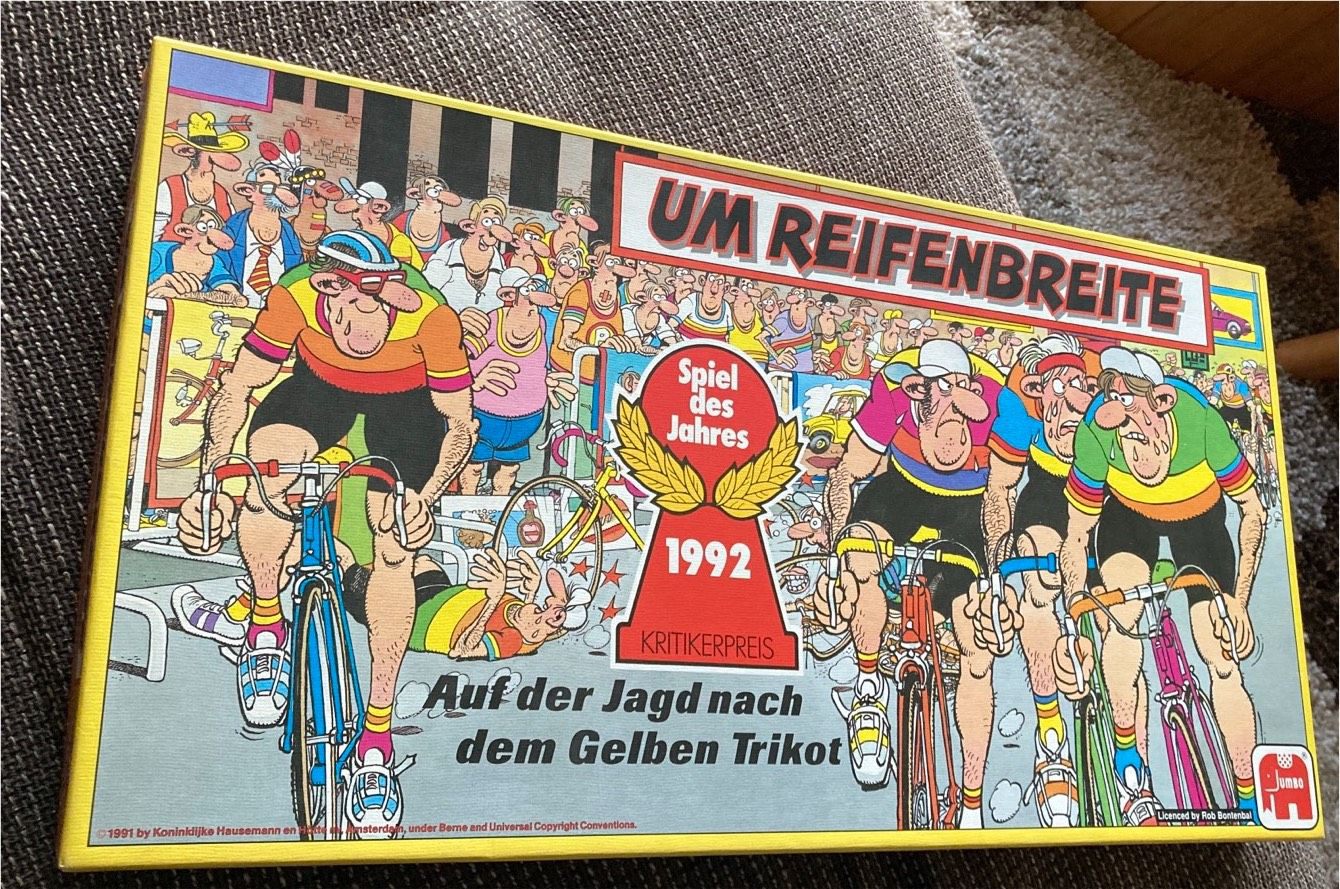 UM REIFENBREITE
Spiel
des
Jahres
1992
KRITIKERPREIS
Auf der Jagd nach
dem Gelben Trikot
©1991 by Koninklijke Hausemann en Hötte nv, Amsterdam, under Berne and Universal Copyright Conventions.
Licenced by Rob Bontenbal
JUMBO